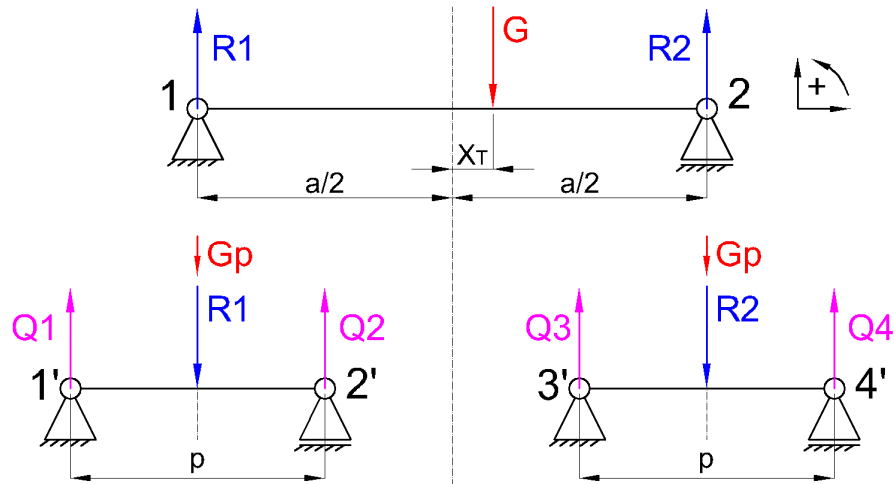 G
R1
R2
1
2
+
XT
a/2
a/2
Gp
Gp
Q1
R1
Q2
Q3
R2
Q4
1'
2'
3'
4'
p
p